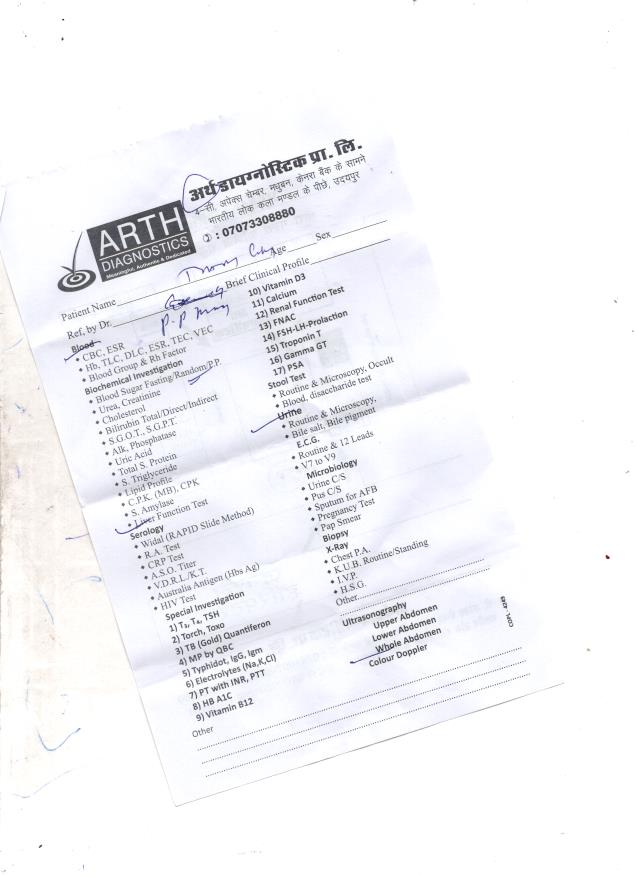 अर्थ डायग्नोस्टिक प्रा. लि.
4-सी, अपेक्स चेम्बर, मधुबन, केनरा बैंक के सामने
भारतीय लोक कला मण्डल के पीछे, उदयपुर
: 07073308880
ARTH
DIAGNOSTICS
Meaningful, Authentic & Dedicated
Patient Name Age Sex
Ref, by Dr. Brief Clinical Profile
P.P
Blood
• CBC, ESR
• Hb, TLC, DLC, ESR, TEC, VEC
• Blood Group & Rh Factor
Biochemical Investigation
• Blood Sugar Fasting/Random/P.P.
• Urea, Creatinine
• Cholesterol
• Bilirubin Total/Direct/Indirect
• S.G.O.T., S.G.P.T.
• Alk, Phosphatase
• Uric Acid
• Total S. Protein
• S. Triglyceride
• Lipid Profile
• C.P.K. (MB), CPK
• S. Amylase
• Liver Function Test
Serology
• Widal (RAPID Slide Method)
• R.A. Test
• CRP Test
• A.S.O. Titer
• V.D.R.L./K.T.
• Australia Antigen (Hbs Ag)
• HIV Test
Special Investigation
1) T₃, T₄, TSH
2) Torch, Toxo
3) TB (Gold) Quantiferon
4) MP by QBC
5) Typhidot, IgG, Igm
6) Electrolytes (Na,K,Cl)
7) PT with INR, PTT
8) HB A1C
9) Vitamin B12
Other
10) Vitamin D3
11) Calcium
12) Renal Function Test
13) FNAC
14) FSH-LH-Prolaction
15) Troponin T
16) Gamma GT
17) PSA
Stool Test
• Routine & Microscopy, Occult
• Blood, disaccharide test
Urine
• Routine & Microscopy,
• Bile salt, Bile pigment
E.C.G.
• Routine & 12 Leads
• V7 to V9
Microbiology
• Urine C/S
• Pus C/S
• Sputum for AFB
• Pregnancy Test
• Pap Smear
Biopsy
X-Ray
• Chest P.A.
• K.U.B. Routine/Standing
• I.V.P.
• H.S.G.
Other
Ultrasonography
Upper Abdomen
Lower Abdomen
Whole Abdomen
Colour Doppler